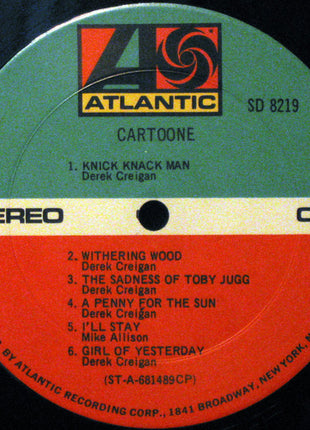 ATLANTIC
SD 8219
CARTOONE
1. KNICK KNACK MAN
Derek Creigan
EREO
2. WITHERING WOOD
Derek Creigan
3. THE SADNESS OF TOBY JUGG
Derek Creigan
4. A PENNY FOR THE SUN
Derek Creigan
5. I'LL STAY
Mike Allison
6. GIRL OF YESTERDAY
Derek Creigan
(ST-A-681489CP)
BY ATLANTIC RECORDING CORP., 1841 BROADWAY, NEW YORK, N